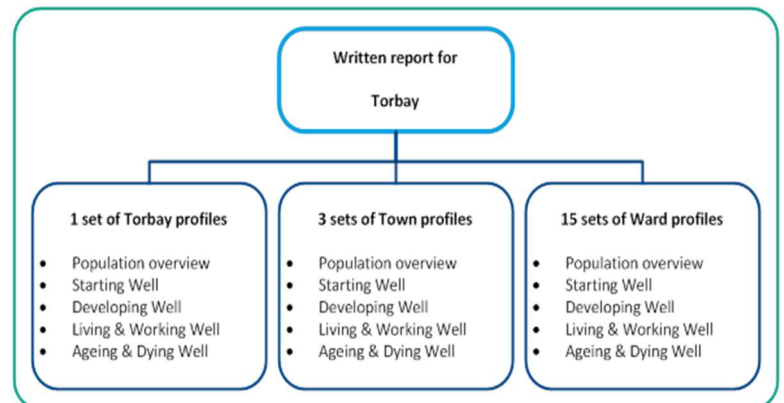 Written report for
Torbay
1 set of Torbay profiles
• Population overview
• Starting Well
• Developing Well
• Living & Working Well
• Ageing & Dying Well
3 sets of Town profiles
• Population overview
• Starting Well
• Developing Well
• Living & Working Well
• Ageing & Dying Well
15 sets of Ward profiles
• Population overview
• Starting Well
• Developing Well
• Living & Working Well
• Ageing & Dying Well